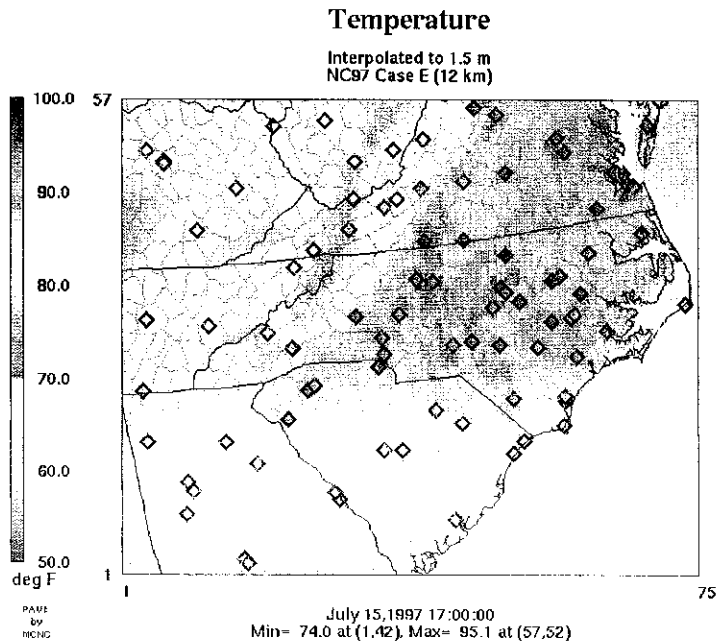 Temperature
Interpolated to 1.5 m
NC97 Case E (12 km)
100.0
90.0
80.0
70.0
60.0
50.0
deg F
PAVE
by
MCNC
57
1
1
75
July 15,1997 17:00:00
Min= 74.0 at (1,42), Max= 95.1 at (57,52)